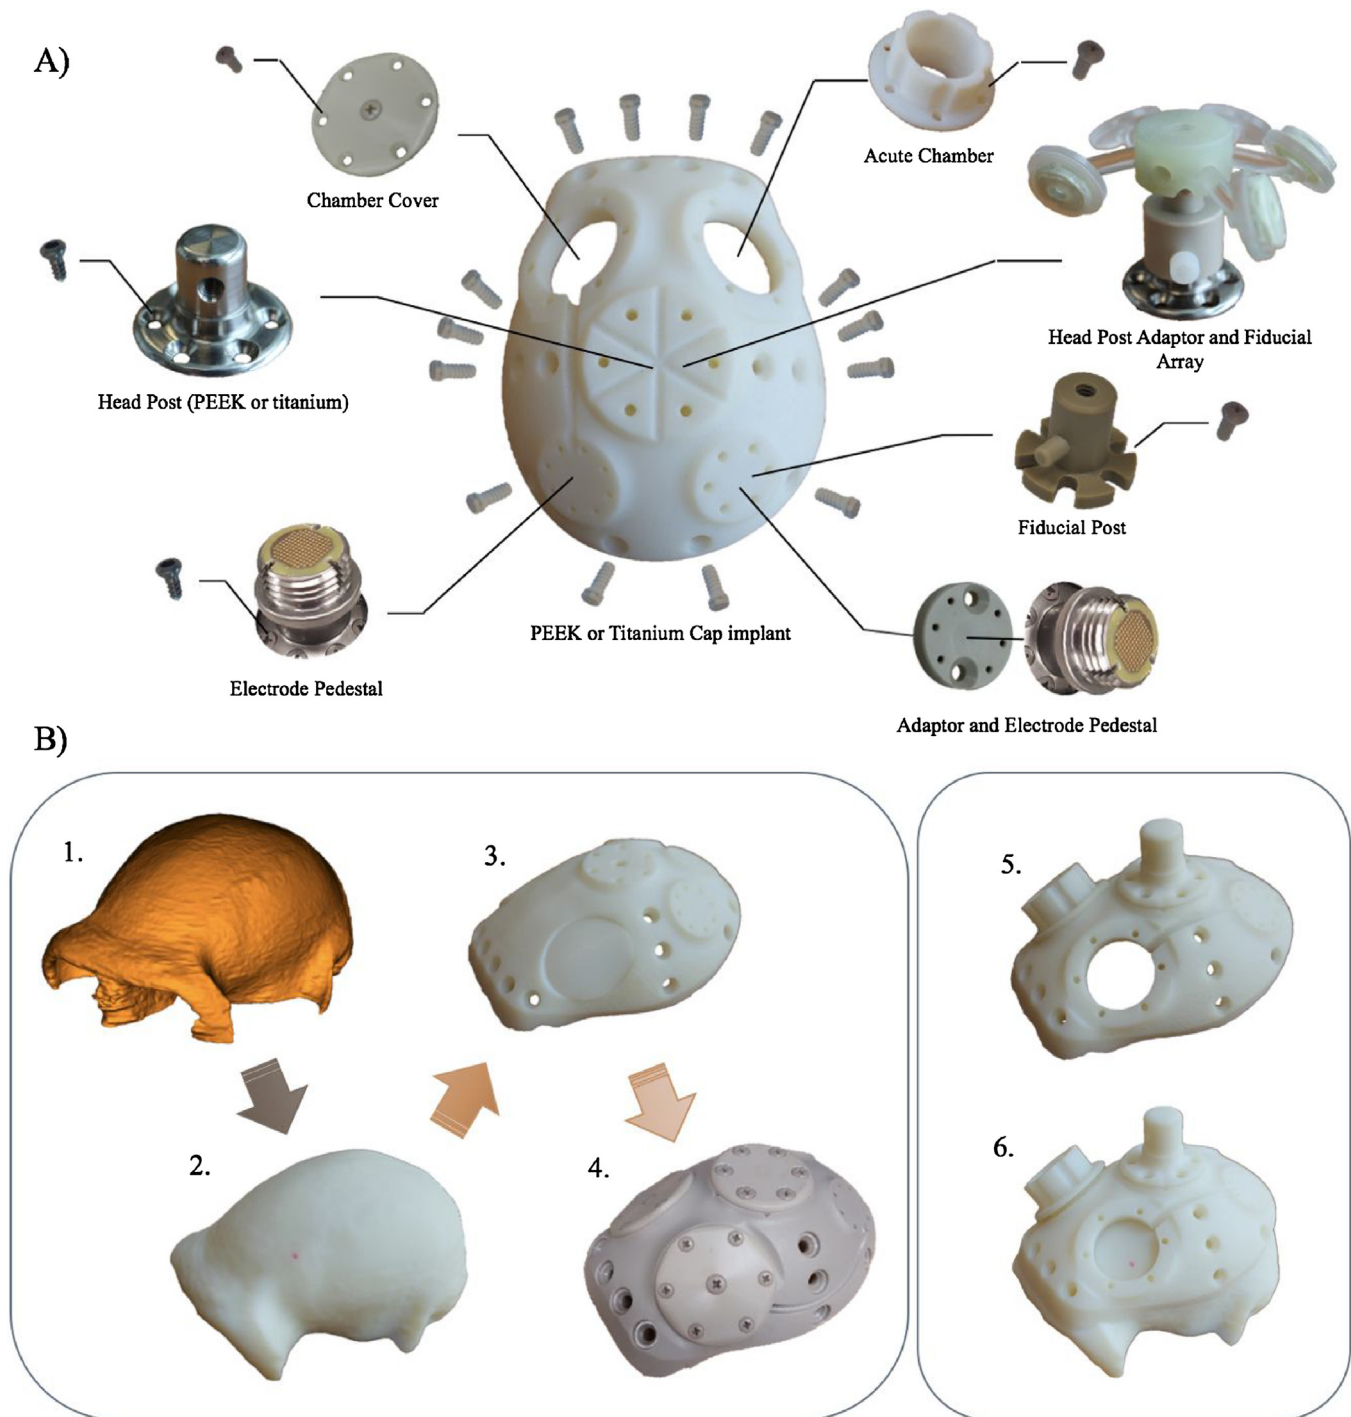 A)
Chamber Cover
Acute Chamber
Head Post (PEEK or titanium)
Head Post Adaptor and Fiducial
Array
Fiducial Post
Electrode Pedestal
PEEK or Titanium Cap implant
Adaptor and Electrode Pedestal
B)
1.
2.
3.
4.
5.
6.